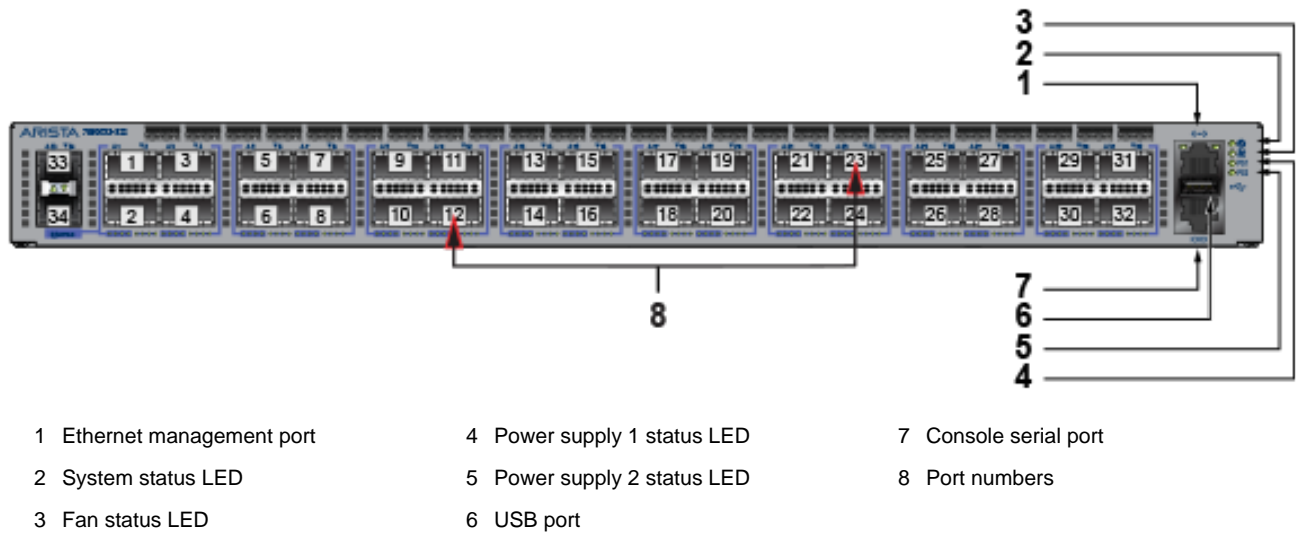 3
2
1
ARISTA
33 1 3 5 7 9 11 13 15 17 19 21 23 25 27 29 31
34 2 4 6 8 10 12 14 16 18 20 22 24 26 28 30 32
8
7
6
5
4
1 Ethernet management port
2 System status LED
3 Fan status LED
4 Power supply 1 status LED
5 Power supply 2 status LED
6 USB port
7 Console serial port
8 Port numbers